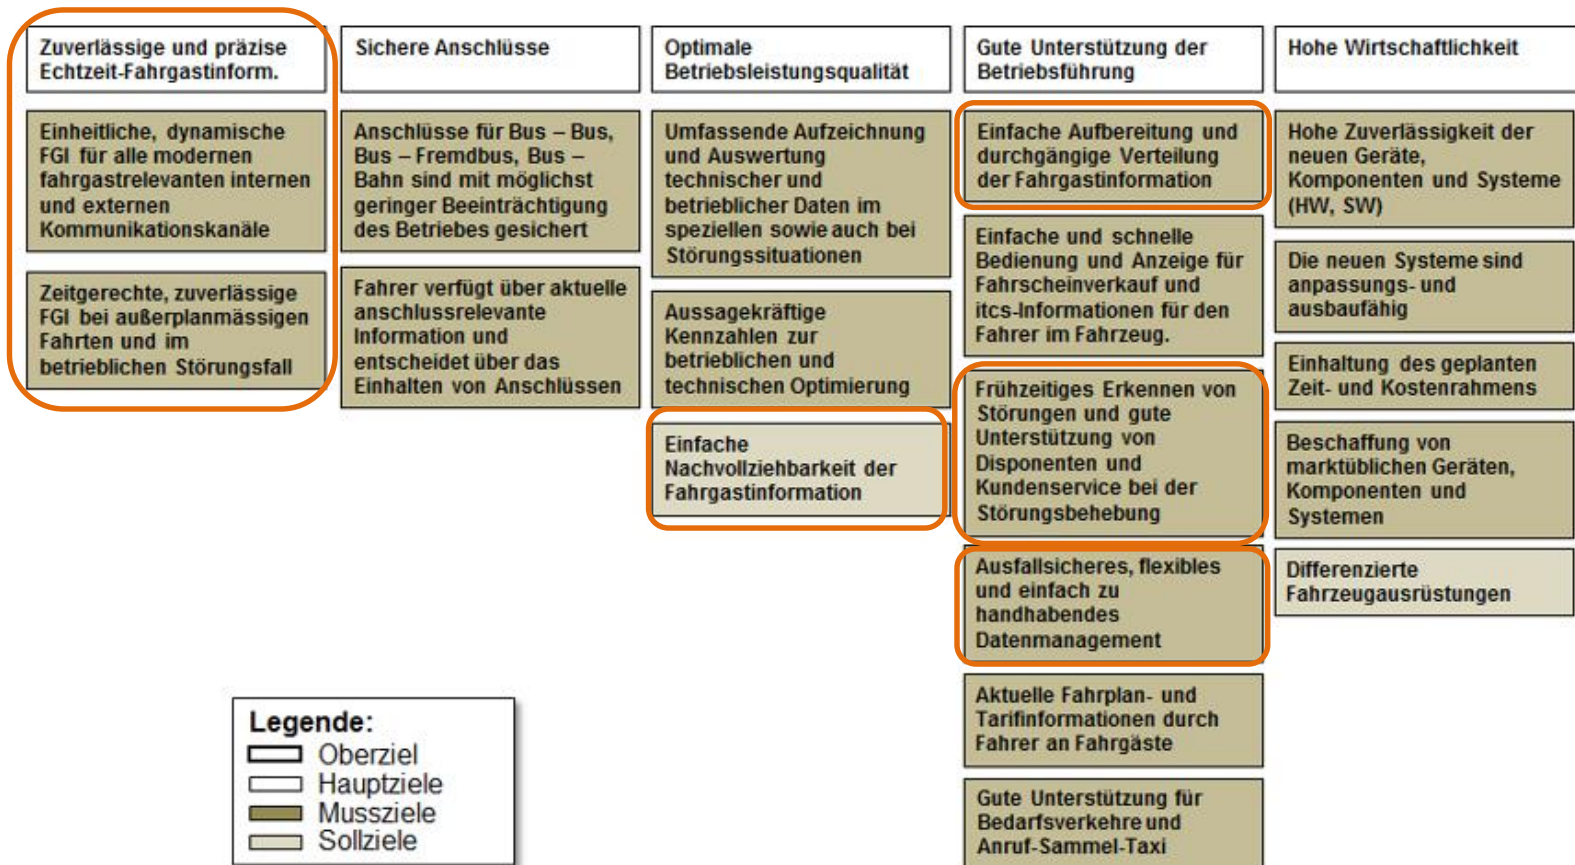 Zuverlässige und präzise
Echtzeit-Fahrgastinform.
Einheitliche, dynamische
FGI für alle modernen
fahrgastrelevanten internen
und externen
Kommunikationskanäle
Zeitgerechte, zuverlässige
FGI bei außerplanmässigen
Fahrten und im
betrieblichen Störungsfall
Sichere Anschlüsse
Anschlüsse für Bus – Bus,
Bus – Fremdbus, Bus –
Bahn sind mit möglichst
geringer Beeinträchtigung
des Betriebes gesichert
Fahrer verfügt über aktuelle
anschlussrelevante
Information und
entscheidet über das
Einhalten von Anschlüssen
Optimale
Betriebsleistungsqualität
Umfassende Aufzeichnung
und Auswertung
technischer und
betrieblicher Daten im
speziellen sowie auch bei
Störungssituationen
Aussagekräftige
Kennzahlen zur
betrieblichen und
technischen Optimierung
Einfache
Nachvollziehbarkeit der
Fahrgastinformation
Gute Unterstützung der
Betriebsführung
Einfache Aufbereitung und
durchgängige Verteilung
der Fahrgastinformation
Einfache und schnelle
Bedienung und Anzeige für
Fahrscheinverkauf und
itcs-Informationen für den
Fahrer im Fahrzeug.
Frühzeitiges Erkennen von
Störungen und gute
Unterstützung von
Disponenten und
Kundenservice bei der
Störungsbehebung
Ausfallsicheres, flexibles
und einfach zu
handhabendes
Datenmanagement
Aktuelle Fahrplan- und
Tarifinformationen durch
Fahrer an Fahrgäste
Gute Unterstützung für
Bedarfsverkehre und
Anruf-Sammel-Taxi
Hohe Wirtschaftlichkeit
Hohe Zuverlässigkeit der
neuen Geräte,
Komponenten und Systeme
(HW, SW)
Die neuen Systeme sind
anpassungs- und
ausbaufähig
Einhaltung des geplanten
Zeit- und Kostenrahmens
Beschaffung von
marktüblichen Geräten,
Komponenten und
Systemen
Differenzierte
Fahrzeugausrüstungen
Legende:
Oberziel
Hauptziele
Mussziele
Sollziele